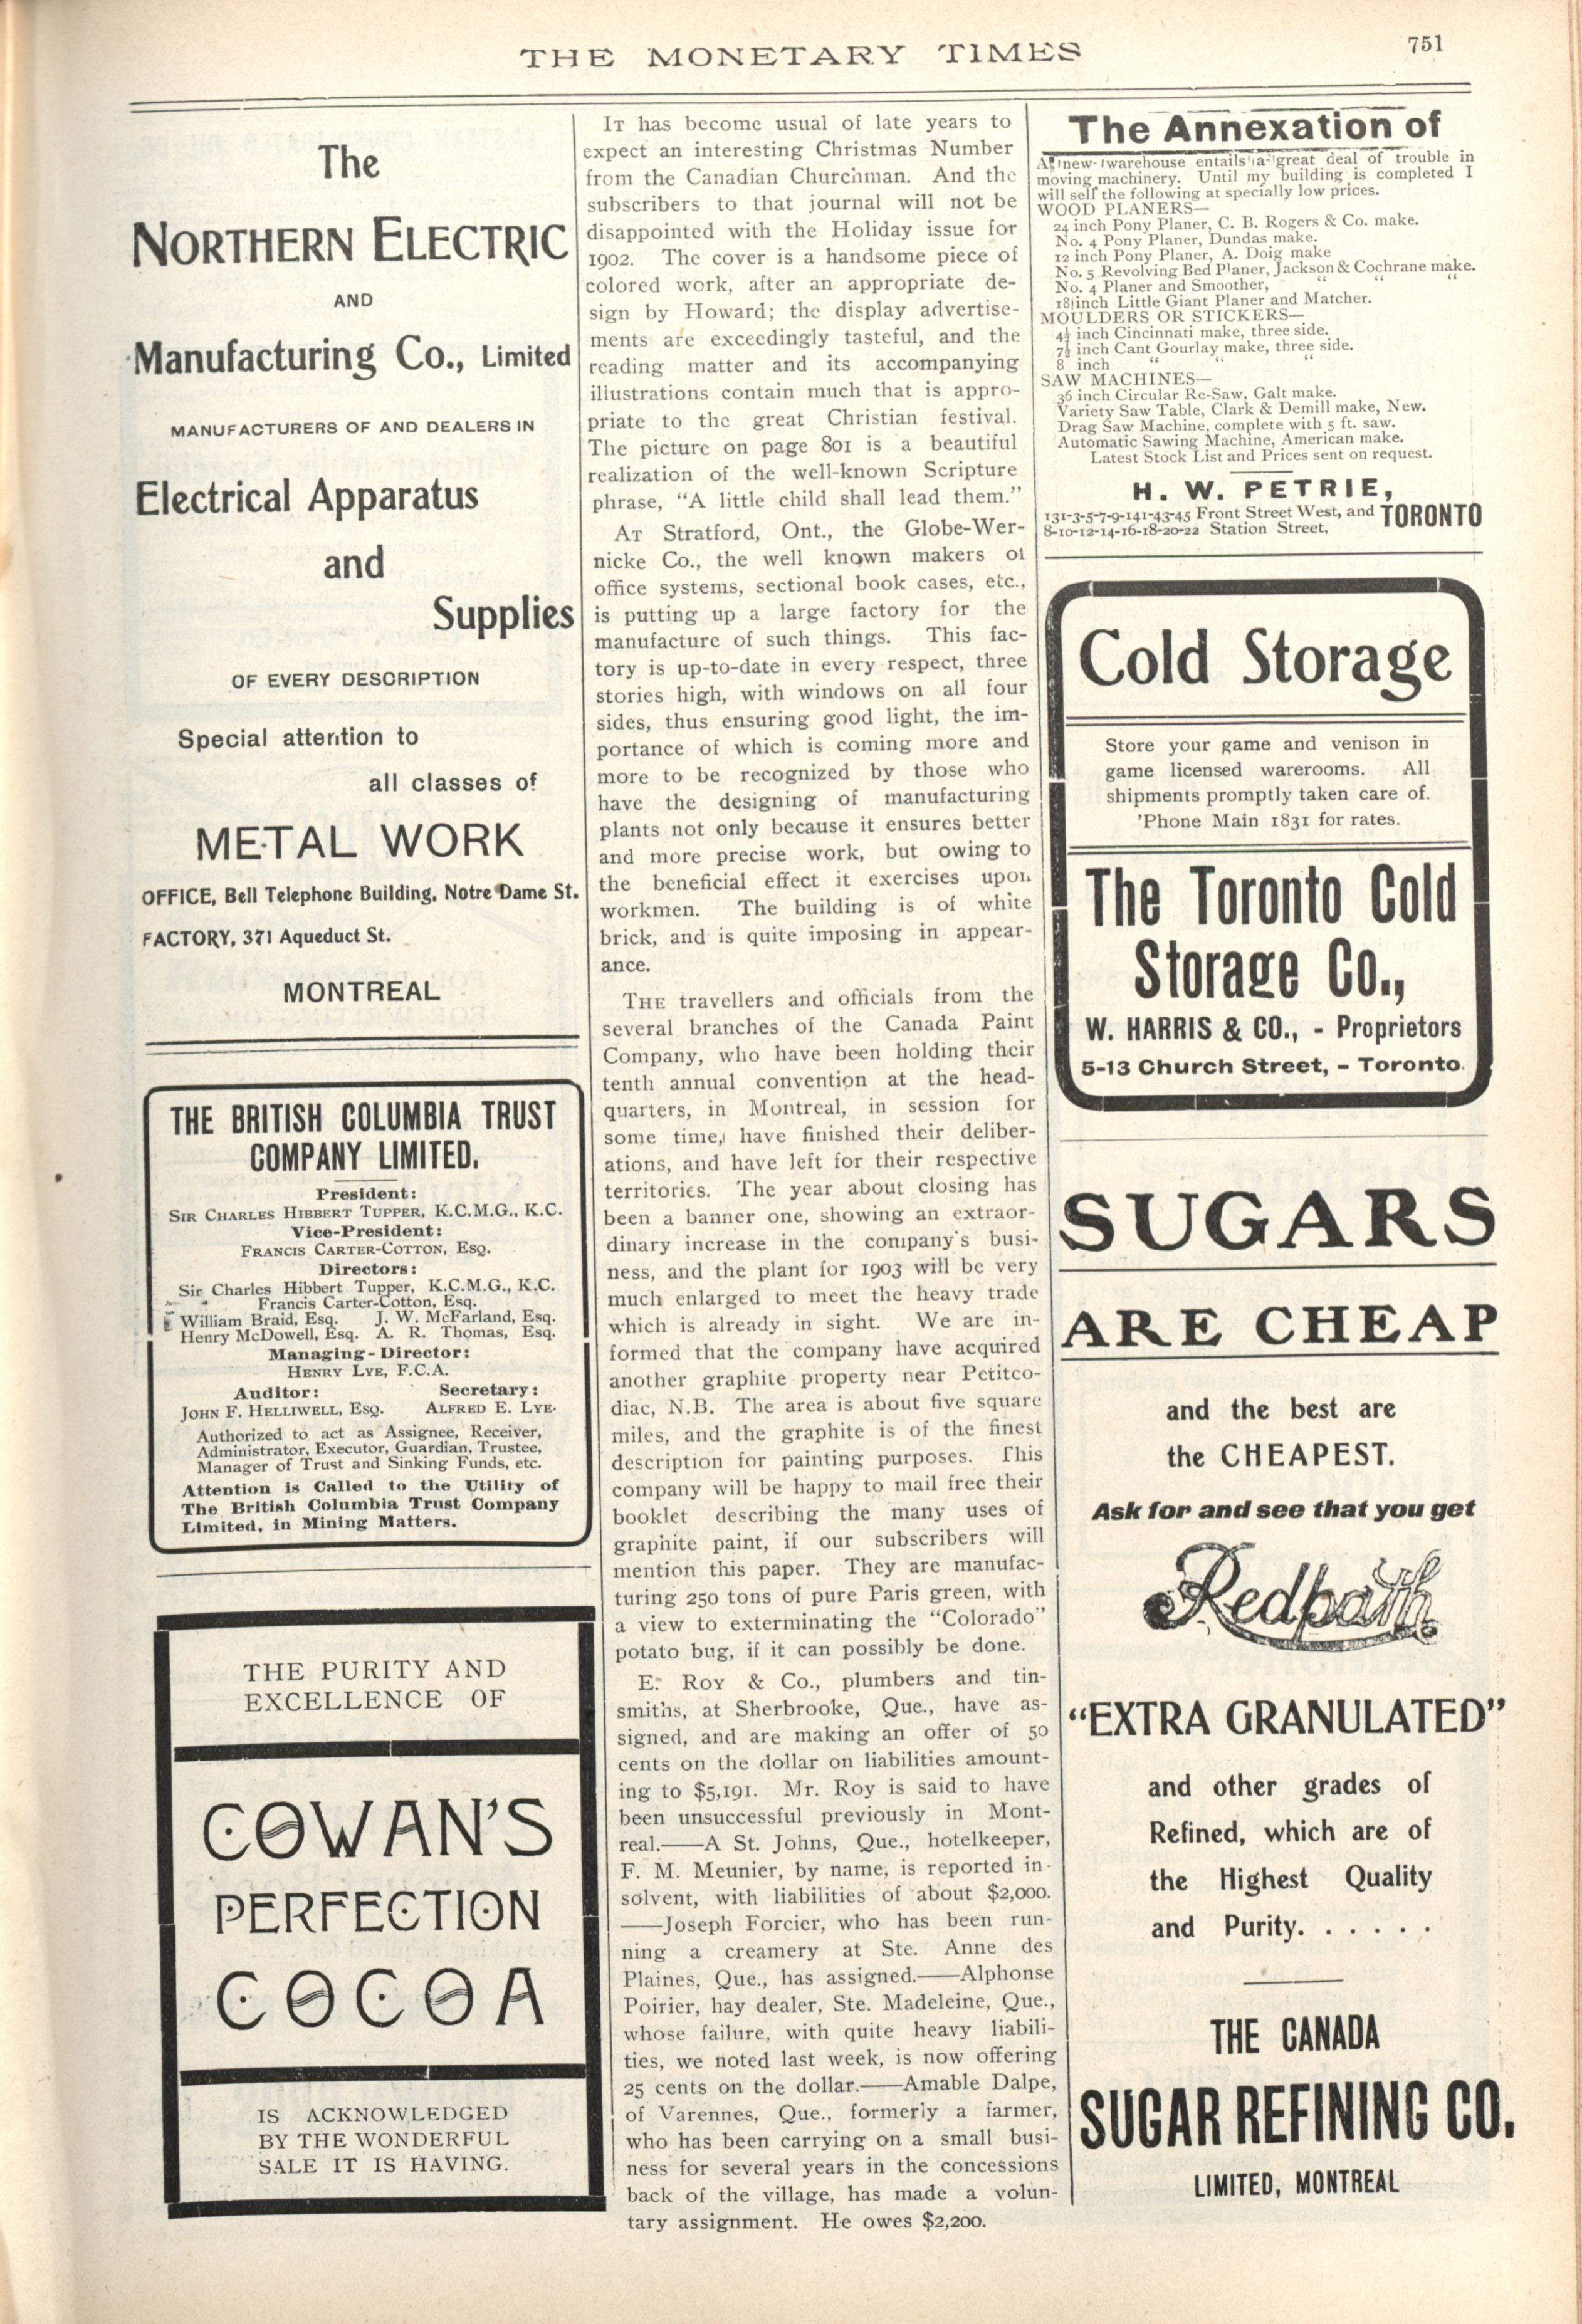 THE MONETARY TIMES
751
The
NORTHERN ELECTRIC
AND
Manufacturing Co., Limited
MANUFACTURERS OF AND DEALERS IN
Electrical Apparatus
and
Supplies
OF EVERY DESCRIPTION
Special attention to
all classes of
METAL WORK
OFFICE, Bell Telephone Building, Notre Dame St.
FACTORY, 371 Aqueduct St.
MONTREAL
THE BRITISH COLUMBIA TRUST
COMPANY LIMITED.
President:
SIR CHARLES HIBBERT TUPPER, K.C.M.G., K.C.
Vice-President:
FRANCIS CARTER-COTTON, ESQ.
Directors:
Sir Charles Hibbert Tupper, K.C.M.G., K.C.
Francis Carter-Cotton, Esq.
William Braid, Esq. J. W. McFarland, Esq.
Henry McDowell, Esq. A. R. Thomas, Esq.
Managing-Director:
HENRY LYE, F.C.A.
Auditor: Secretary:
JOHN F. HELLIWELL, ESQ. ALFRED E. LYE.
Authorized to act as Assignee, Receiver,
Administrator, Executor, Guardian, Trustee,
Manager of Trust and Sinking Funds, etc.
Attention is Called to the Utility of
The British Columbia Trust Company
Limited, in Mining Matters.
THE PURITY AND
EXCELLENCE OF
COWAN'S
PERFECTION
COCOA
IS ACKNOWLEDGED
BY THE WONDERFUL
SALE IT IS HAVING.
IT has become usual of late years to
expect an interesting Christmas Number
from the Canadian Churchman. And the
subscribers to that journal will not be
disappointed with the Holiday issue for
1902. The cover is a handsome piece of
colored work, after an appropriate de-
sign by Howard; the display advertise-
ments are exceedingly tasteful, and the
reading matter and its accompanying
illustrations contain much that is appro-
priate to the great Christian festival.
The picture on page 801 is a beautiful
realization of the well-known Scripture
phrase, "A little child shall lead them."
AT Stratford, Ont., the Globe-Wer-
nicke Co., the well known makers of
office systems, sectional book cases, etc.,
is putting up a large factory for the
manufacture of such things. This fac-
tory is up-to-date in every respect, three
stories high, with windows on all four
sides, thus ensuring good light, the im-
portance of which is coming more and
more to be recognized by those who
have the designing of manufacturing
plants not only because it ensures better
and more precise work, but owing to
the beneficial effect it exercises upon
workmen. The building is of white
brick, and is quite imposing in appear-
ance.
THE travellers and officials from the
several branches of the Canada Paint
Company, who have been holding their
tenth annual convention at the head-
quarters, in Montreal, in session for
some time, have finished their deliber-
ations, and have left for their respective
territories. The year about closing has
been a banner one, showing an extraor-
dinary increase in the company's busi-
ness, and the plant for 1903 will be very
much enlarged to meet the heavy trade
which is already in sight. We are in-
formed that the company have acquired
another graphite property near Petitco-
diac, N.B. The area is about five square
miles, and the graphite is of the finest
description for painting purposes. This
company will be happy to mail free their
booklet describing the many uses of
graphite paint, if our subscribers will
mention this paper. They are manufac-
turing 250 tons of pure Paris green, with
a view to exterminating the "Colorado"
potato bug, if it can possibly be done.
E. ROY & Co., plumbers and tin-
smiths, at Sherbrooke, Que., have as-
signed, and are making an offer of 50
cents on the dollar on liabilities amount-
ing to $5,191. Mr. Roy is said to have
been unsuccessful previously in Mont-
real.——A St. Johns, Que., hotelkeeper,
F. M. Meunier, by name, is reported in-
solvent, with liabilities of about $2,000.
——Joseph Forcier, who has been run-
ning a creamery at Ste. Anne des
Plaines, Que., has assigned.——Alphonse
Poirier, hay dealer, Ste. Madeleine, Que.,
whose failure, with quite heavy liabili-
ties, we noted last week, is now offering
25 cents on the dollar.——Amable Dalpe,
of Varennes, Que., formerly a farmer,
who has been carrying on a small busi-
ness for several years in the concessions
back of the village, has made a volun-
tary assignment. He owes $2,200.
The Annexation of
A new warehouse entails a great deal of trouble in
moving machinery. Until my building is completed I
will sell the following at specially low prices.
WOOD PLANERS—
24 inch Pony Planer, C. B. Rogers & Co. make.
No. 4 Pony Planer, Dundas make.
12 inch Pony Planer, A. Doig make
No. 5 Revolving Bed Planer, Jackson & Cochrane make.
No. 4 Planer and Smoother, " " "
18 inch Little Giant Planer and Matcher.
MOULDERS OR STICKERS—
4½ inch Cincinnati make, three side.
7½ inch Cant Gourlay make, three side.
8 inch " " "
SAW MACHINES—
36 inch Circular Re-Saw, Galt make.
Variety Saw Table, Clark & Demill make, New.
Drag Saw Machine, complete with 5 ft. saw.
Automatic Sawing Machine, American make.
Latest Stock List and Prices sent on request.
H. W. PETRIE,
131-3-5-7-9-141-43-45 Front Street West, and TORONTO
8-10-12-14-16-18-20-22 Station Street,
Cold Storage
Store your game and venison in
game licensed warerooms. All
shipments promptly taken care of.
'Phone Main 1831 for rates.
The Toronto Cold
Storage Co.,
W. HARRIS & CO., - Proprietors
5-13 Church Street, - Toronto.
SUGARS
ARE CHEAP
and the best are
the CHEAPEST.
Ask for and see that you get
Redpath
"EXTRA GRANULATED"
and other grades of
Refined, which are of
the Highest Quality
and Purity. . . . . .
THE CANADA
SUGAR REFINING CO.
LIMITED, MONTREAL